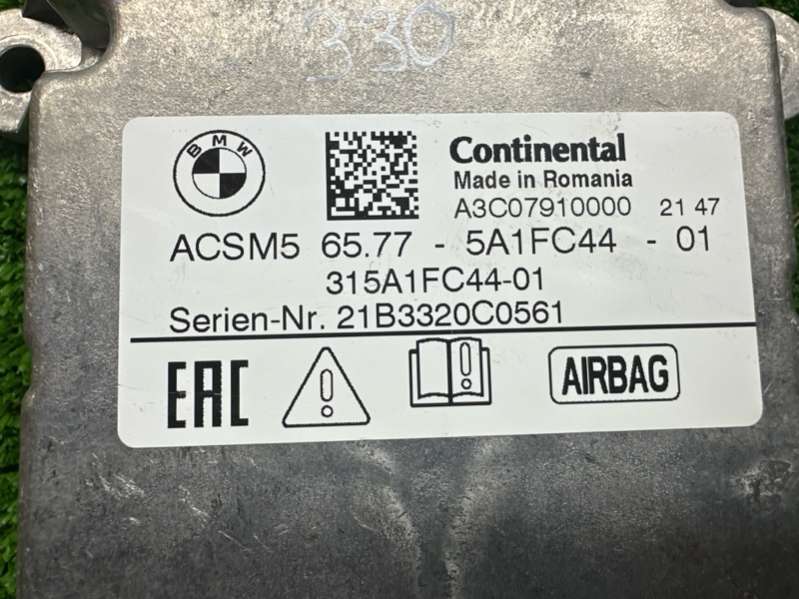 330
BMW
Continental
Made in Romania
A3C07910000 21 47
ACSM5 65.77 - 5A1FC44 - 01
315A1FC44-01
Serien-Nr. 21B3320C0561
EAC
AIRBAG